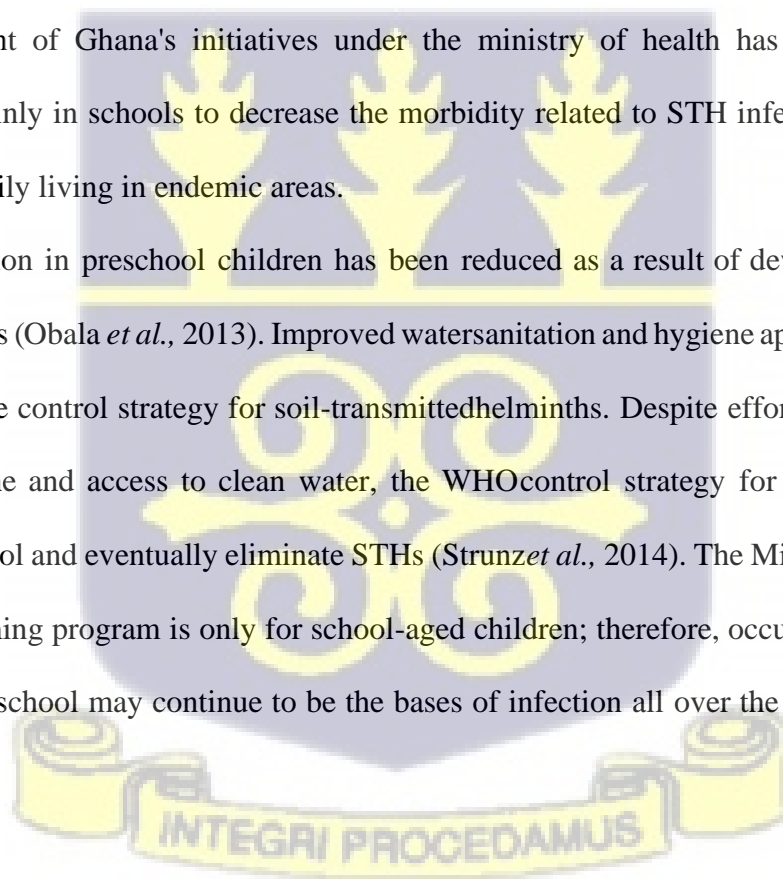 nt of Ghana's initiatives under the ministry of health has
inly in schools to decrease the morbidity related to STH infe
ily living in endemic areas.
on in preschool children has been reduced as a result of de
s (Obala et al., 2013). Improved watersanitation and hygiene ap
e control strategy for soil-transmittedhelminths. Despite effor
ne and access to clean water, the WHOcontrol strategy for
ol and eventually eliminate STHs (Strunzet al., 2014). The Mi
ning program is only for school-aged children; therefore, occu
school may continue to be the bases of infection all over the
INTEGRI PROCEDAMUS